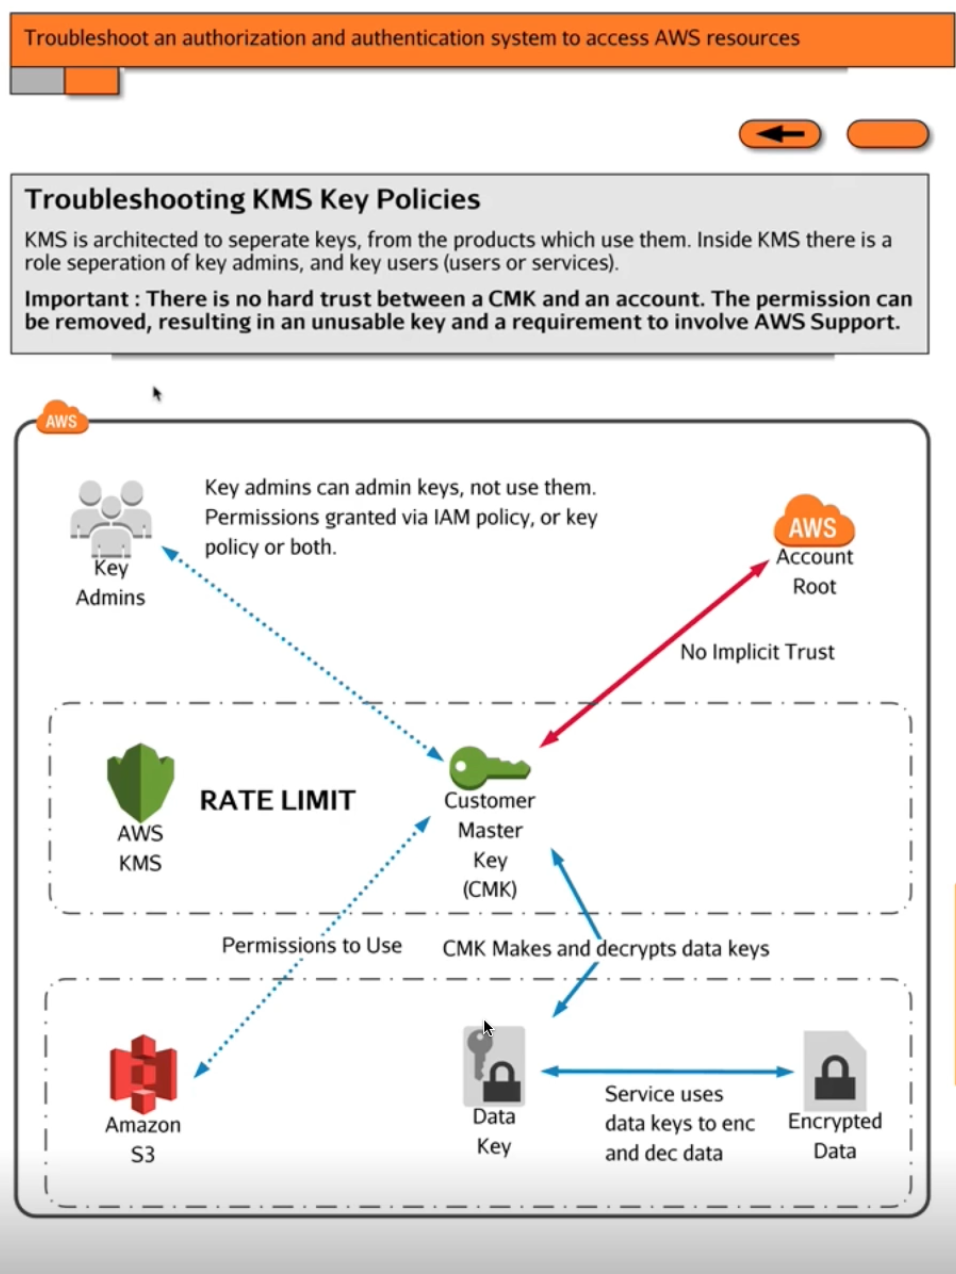 Troubleshoot an authorization and authentication system to access AWS resources
Troubleshooting KMS Key Policies
KMS is architected to seperate keys, from the products which use them. Inside KMS there is a
role seperation of key admins, and key users (users or services).
Important : There is no hard trust between a CMK and an account. The permission can
be removed, resulting in an unusable key and a requirement to involve AWS Support.
AWS
Key admins can admin keys, not use them.
Permissions granted via IAM policy, or key
policy or both.
Key
Admins
AWS
Account
Root
No Implicit Trust
AWS
KMS
RATE LIMIT
Customer
Master
Key
(CMK)
Permissions to Use
CMK Makes and decrypts data keys
Amazon
S3
Data
Key
Service uses
data keys to enc
and dec data
Encrypted
Data